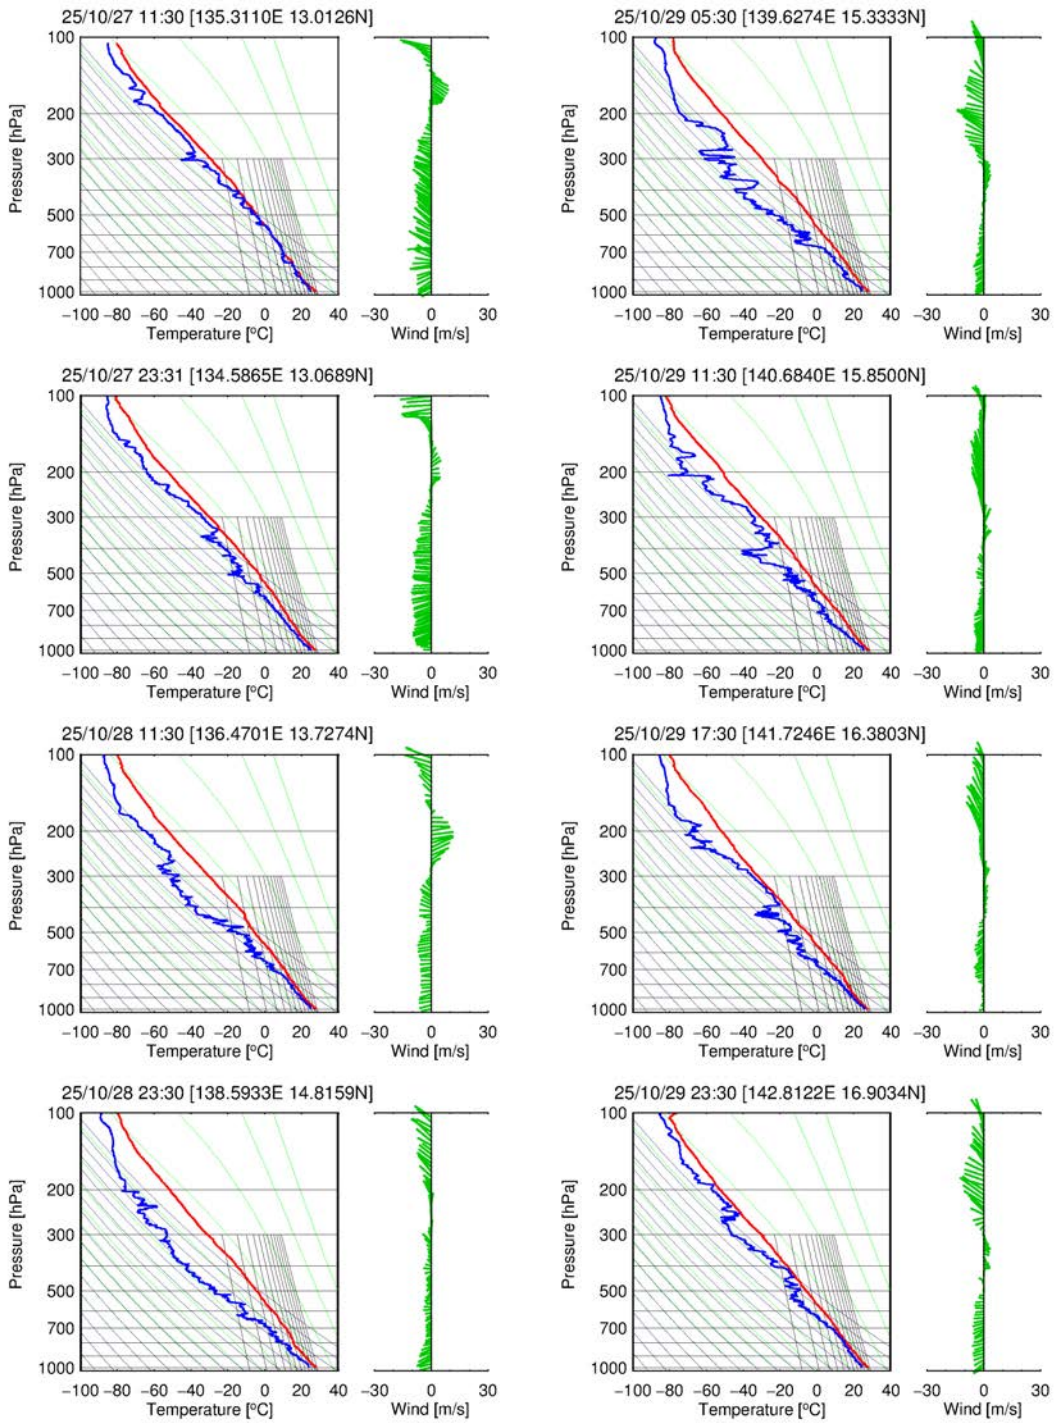 25/10/27 11:30 [135.3110E 13.0126N]
100
200
300
500
700
1000
Pressure [hPa]
−100 −80 −60 −40 −20 0 20 40
Temperature [°C]
−30 0 30
Wind [m/s]
25/10/29 05:30 [139.6274E 15.3333N]
100
200
300
500
700
1000
Pressure [hPa]
−100 −80 −60 −40 −20 0 20 40
Temperature [°C]
−30 0 30
Wind [m/s]
25/10/27 23:31 [134.5865E 13.0689N]
100
200
300
500
700
1000
Pressure [hPa]
−100 −80 −60 −40 −20 0 20 40
Temperature [°C]
−30 0 30
Wind [m/s]
25/10/29 11:30 [140.6840E 15.8500N]
100
200
300
500
700
1000
Pressure [hPa]
−100 −80 −60 −40 −20 0 20 40
Temperature [°C]
−30 0 30
Wind [m/s]
25/10/28 11:30 [136.4701E 13.7274N]
100
200
300
500
700
1000
Pressure [hPa]
−100 −80 −60 −40 −20 0 20 40
Temperature [°C]
−30 0 30
Wind [m/s]
25/10/29 17:30 [141.7246E 16.3803N]
100
200
300
500
700
1000
Pressure [hPa]
−100 −80 −60 −40 −20 0 20 40
Temperature [°C]
−30 0 30
Wind [m/s]
25/10/28 23:30 [138.5933E 14.8159N]
100
200
300
500
700
1000
Pressure [hPa]
−100 −80 −60 −40 −20 0 20 40
Temperature [°C]
−30 0 30
Wind [m/s]
25/10/29 23:30 [142.8122E 16.9034N]
100
200
300
500
700
1000
Pressure [hPa]
−100 −80 −60 −40 −20 0 20 40
Temperature [°C]
−30 0 30
Wind [m/s]